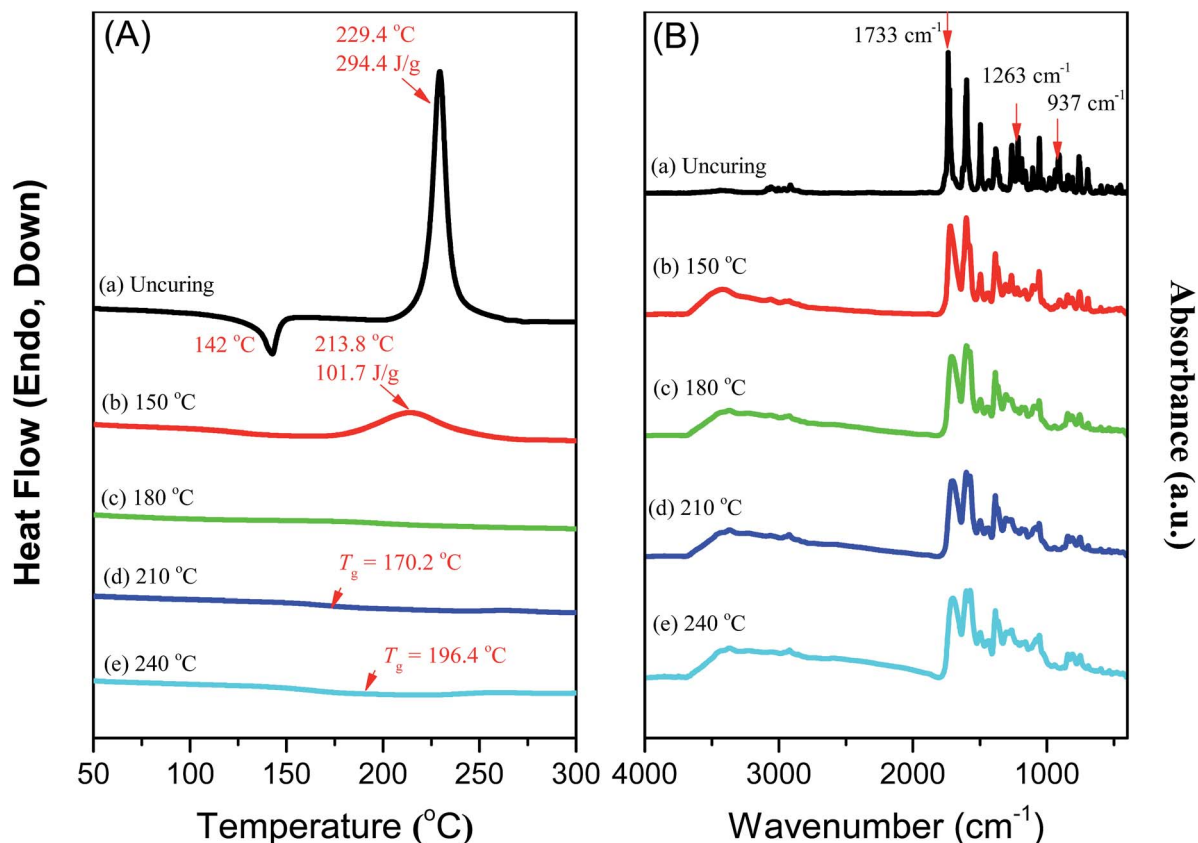 (A)
229.4 °C
294.4 J/g
(a) Uncuring
142 °C
213.8 °C
101.7 J/g
(b) 150 °C
(c) 180 °C
Tg = 170.2 °C
(d) 210 °C
Tg = 196.4 °C
(e) 240 °C
50 100 150 200 250 300
Temperature (°C)
Heat Flow (Endo, Down)
(B)
1733 cm-1
1263 cm-1
937 cm-1
(a) Uncuring
(b) 150 °C
(c) 180 °C
(d) 210 °C
(e) 240 °C
4000 3000 2000 1000
Wavenumber (cm-1)
Absorbance (a.u.)